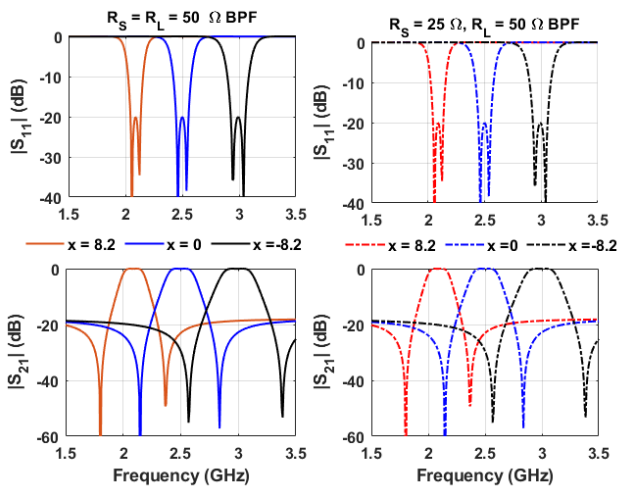 R_S = R_L = 50 Ω BPF
R_S = 25 Ω, R_L = 50 Ω BPF
|S_11| (dB)
0
-10
-20
-30
-40
1.5 2 2.5 3 3.5
|S_11| (dB)
0
-10
-20
-30
-40
1.5 2 2.5 3 3.5
x = 8.2 x = 0 x =-8.2
x = 8.2 x =0 x =-8.2
|S_21| (dB)
0
-20
-40
-60
1.5 2 2.5 3 3.5
Frequency (GHz)
|S_21| (dB)
0
-20
-40
-60
1.5 2 2.5 3 3.5
Frequency (GHz)